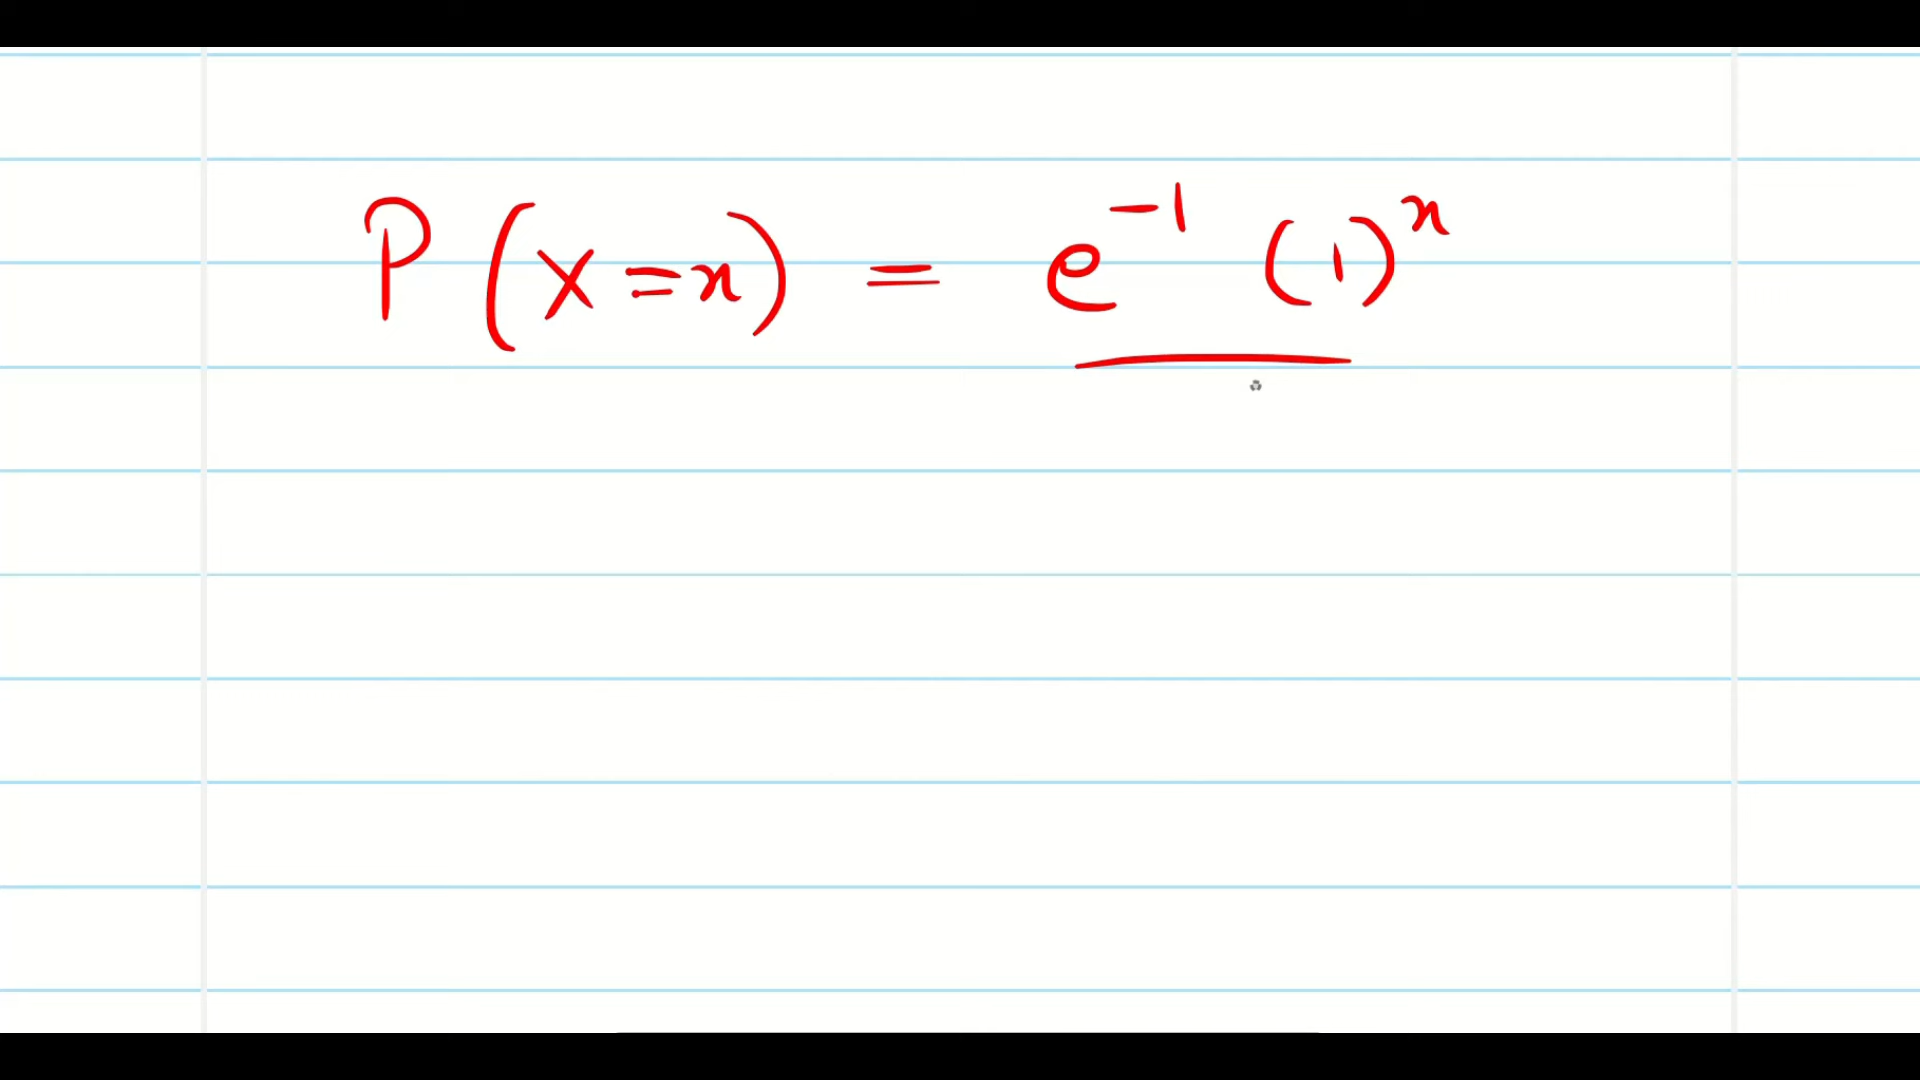 P (X = x) = e^{-1} (1)^x